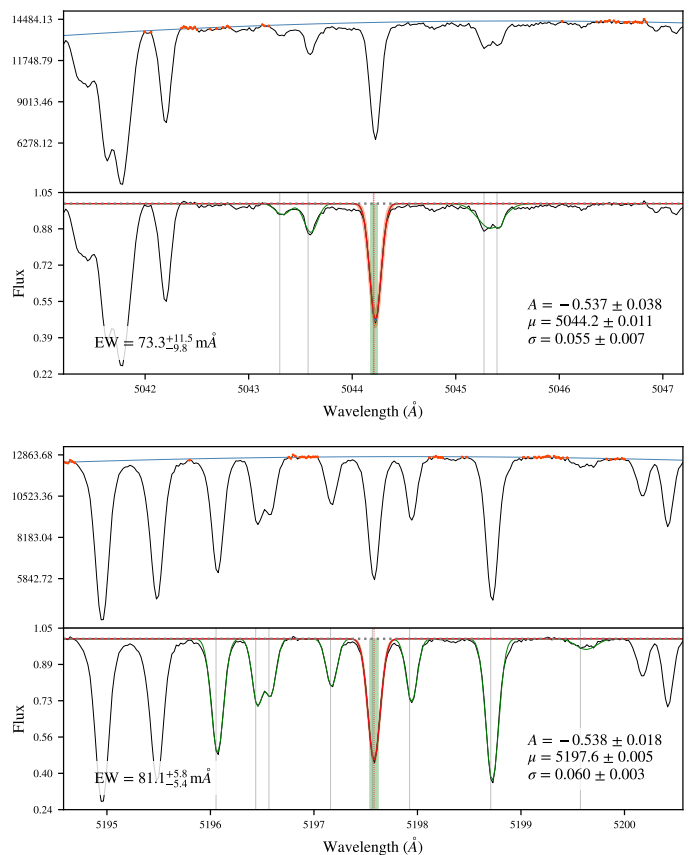 14484.13
11748.79
9013.46
6278.12
1.05
0.88
0.72
0.55
0.39
0.22
Flux
A = −0.537 ± 0.038
μ = 5044.2 ± 0.011
σ = 0.055 ± 0.007
EW = 73.3 +11.5 −9.8 mÅ
5042 5043 5044 5045 5046 5047
Wavelength (Å)
12863.68
10523.36
8183.04
5842.72
1.05
0.89
0.73
0.56
0.40
0.24
Flux
A = −0.538 ± 0.018
μ = 5197.6 ± 0.005
σ = 0.060 ± 0.003
EW = 81.1 +5.8 −5.4 mÅ
5195 5196 5197 5198 5199 5200
Wavelength (Å)